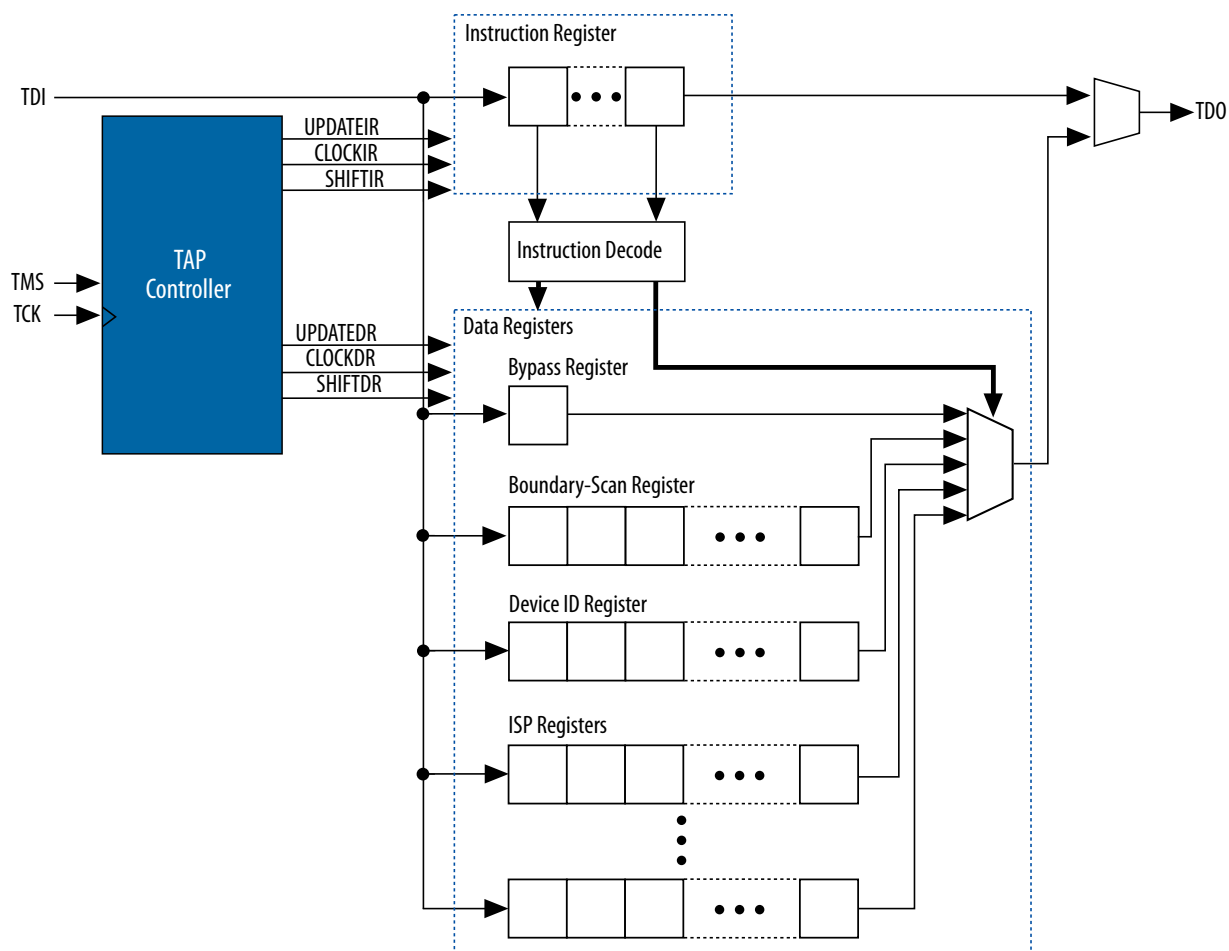 Instruction Register
TDI
TDO
UPDATEIR
CLOCKIR
SHIFTIR
TAP
Controller
Instruction Decode
TMS
TCK
Data Registers
UPDATEDR
CLOCKDR
SHIFTDR
Bypass Register
Boundary-Scan Register
Device ID Register
ISP Registers